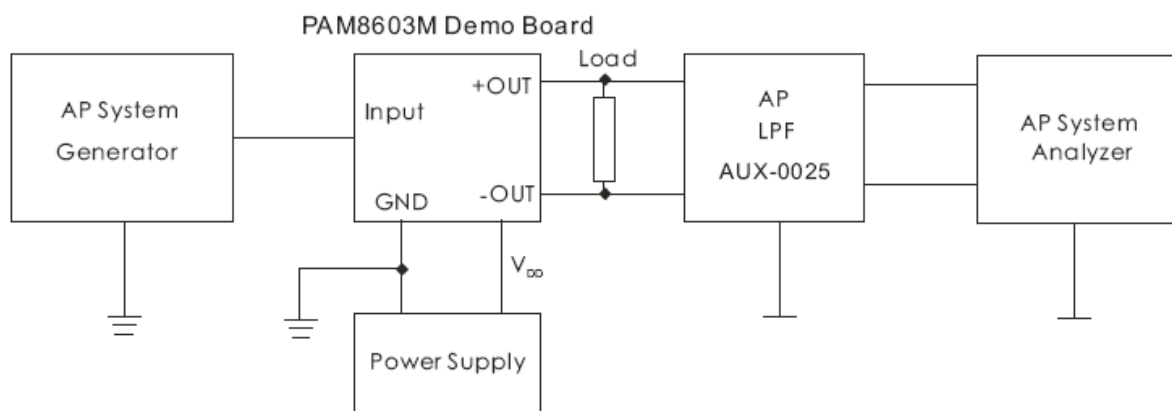 PAM8603M Demo Board
AP System
Generator
Input
+OUT
-OUT
GND
Load
AP
LPF
AUX-0025
AP System
Analyzer
VDD
Power Supply